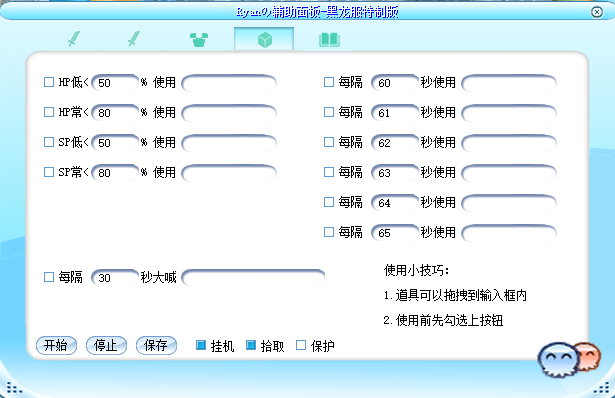 Ryanの辅助面板-黑龙服特制版
HP低< 50 % 使用
每隔 60 秒使用
HP常< 80 % 使用
每隔 61 秒使用
SP低< 50 % 使用
每隔 62 秒使用
SP常< 80 % 使用
每隔 63 秒使用
每隔 64 秒使用
每隔 65 秒使用
每隔 30 秒大喊
使用小技巧:
1.道具可以拖拽到输入框内
2.使用前先勾选上按钮
开始 停止 保存 挂机 拾取 保护